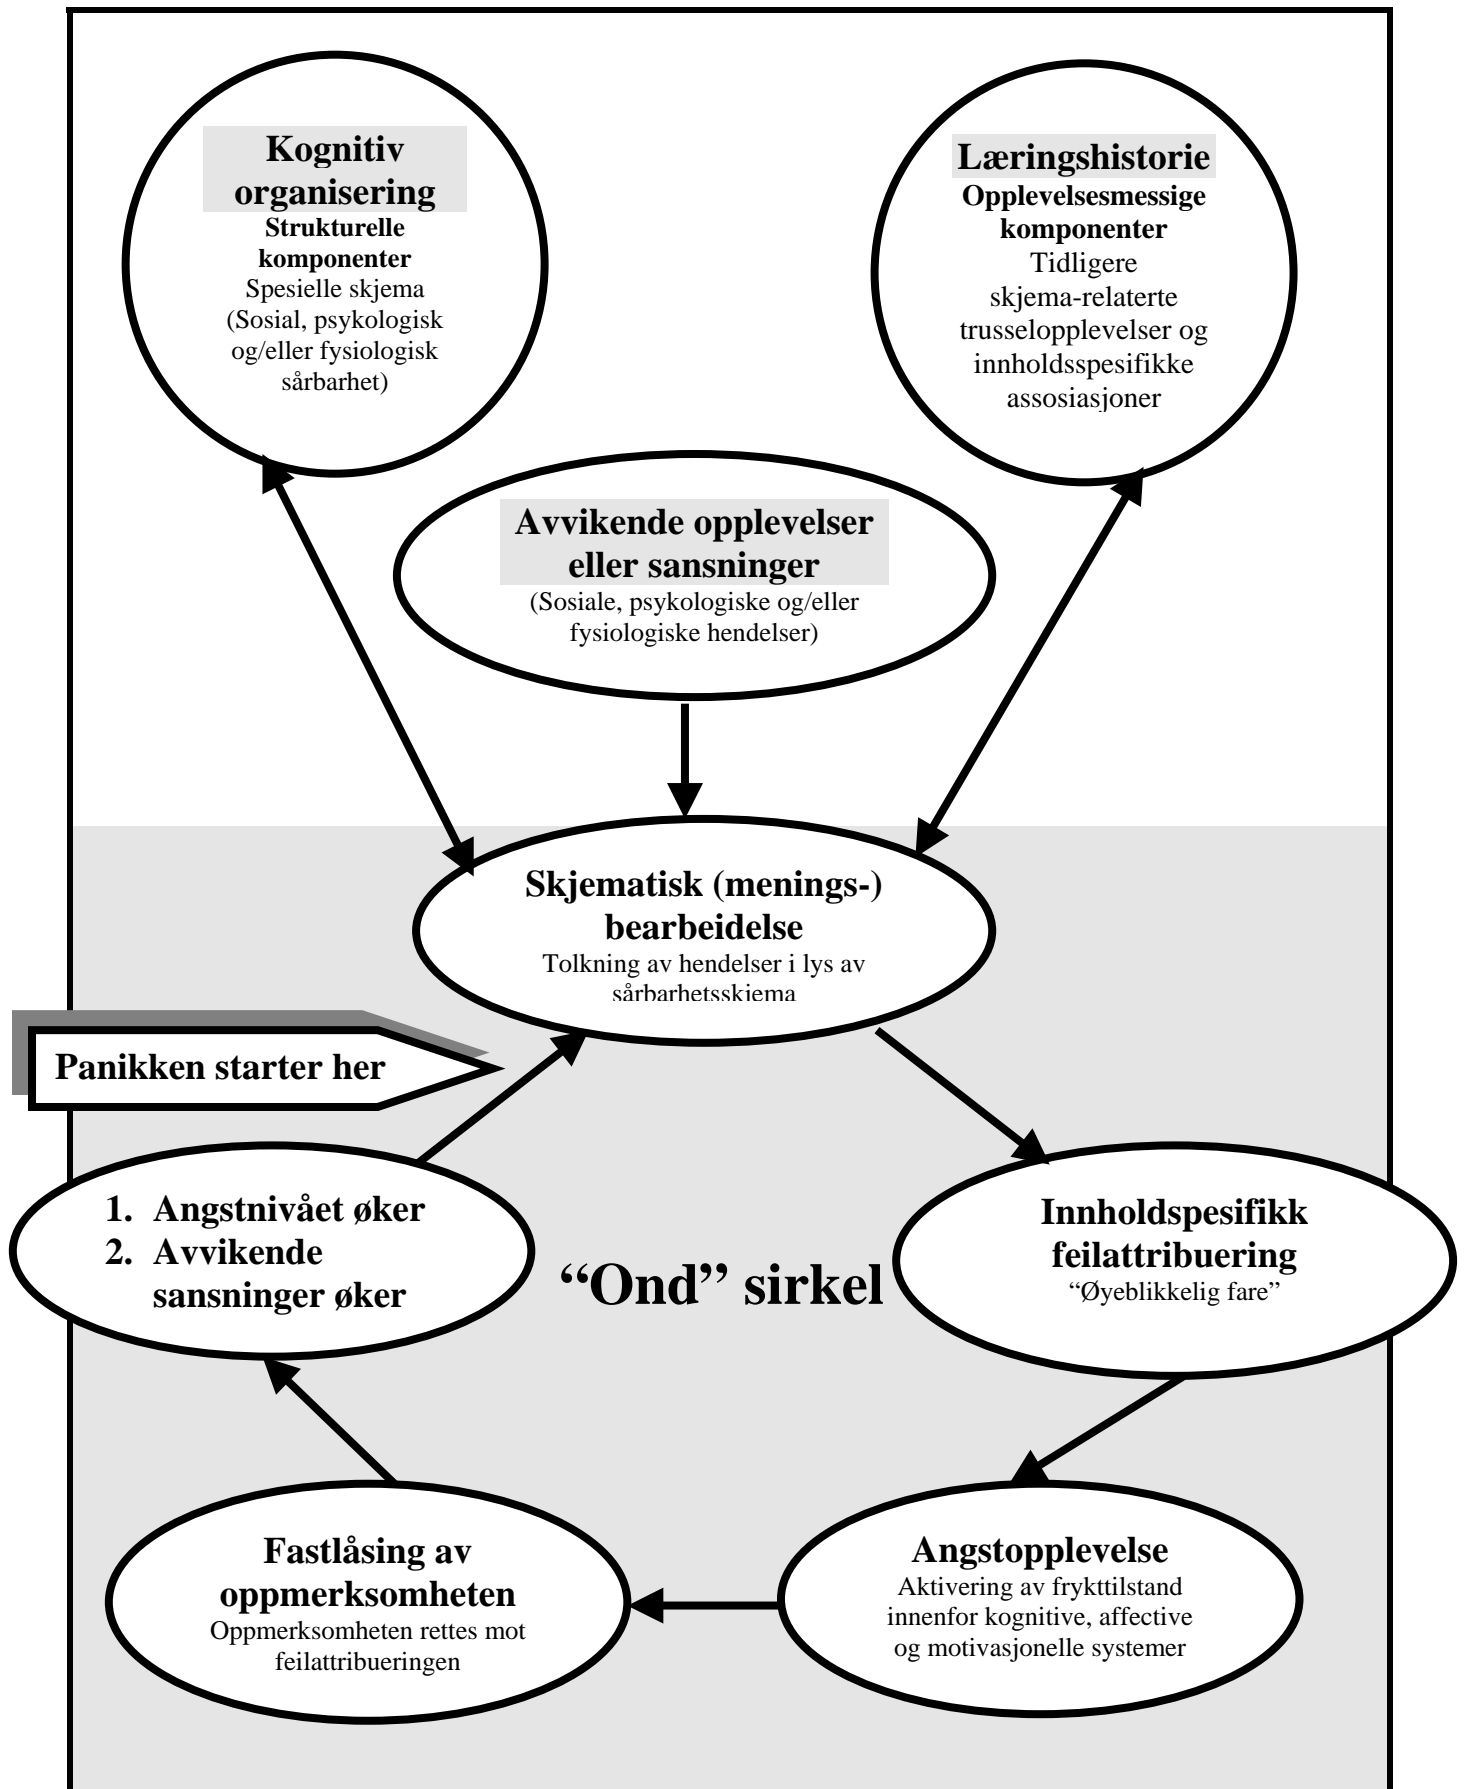 Kognitiv
organisering
Strukturelle
komponenter
Spesielle skjema
(Sosial, psykologisk
og/eller fysiologisk
sårbarhet)
Læringshistorie
Opplevelsesmessige
komponenter
Tidligere
skjema-relaterte
trusselopplevelser og
innholdsspesifikke
assosiasjoner
Avvikende opplevelser
eller sansninger
(Sosiale, psykologiske og/eller
fysiologiske hendelser)
Skjematisk (menings-)
bearbeidelse
Tolkning av hendelser i lys av
sårbarhetsskjema
Panikken starter her
1. Angstnivået øker
2. Avvikende
sansninger øker
“Ond” sirkel
Innholdspesifikk
feilattribuering
“Øyeblikkelig fare”
Fastlåsing av
oppmerksomheten
Oppmerksomheten rettes mot
feilattribueringen
Angstopplevelse
Aktivering av frykttilstand
innenfor kognitive, affective
og motivasjonelle systemer